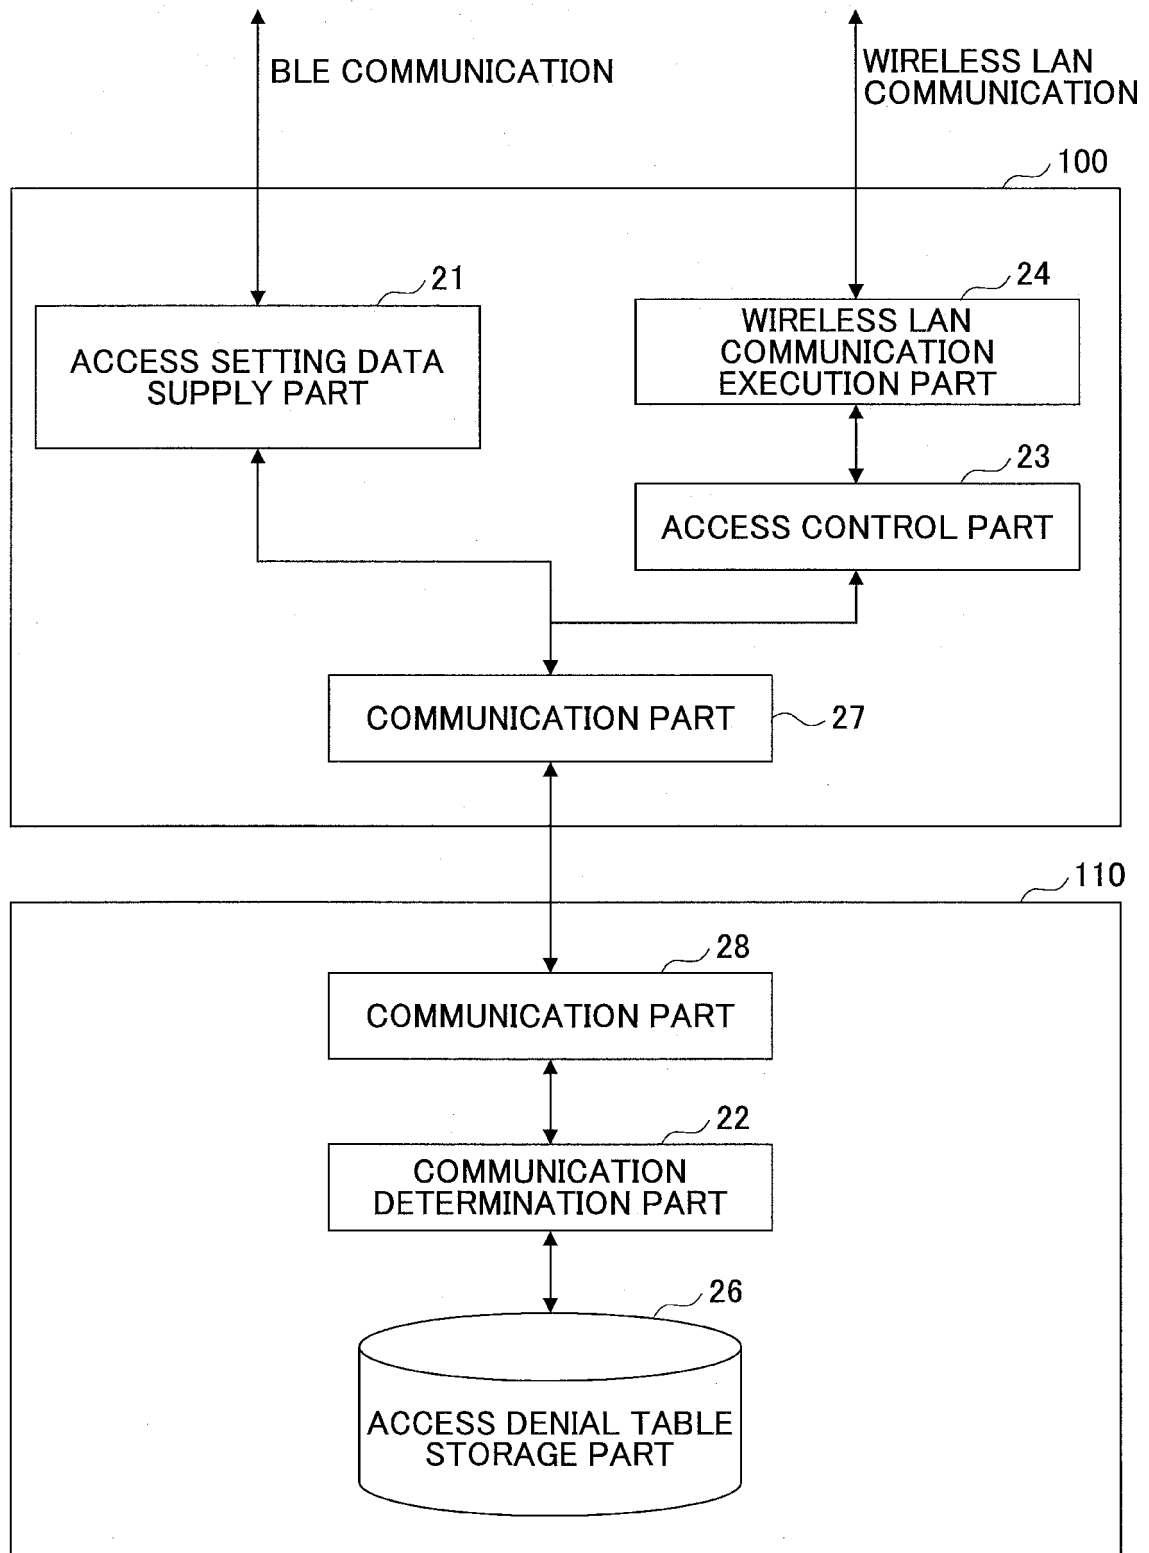 BLE COMMUNICATION
WIRELESS LAN
COMMUNICATION
100
21
ACCESS SETTING DATA
SUPPLY PART
24
WIRELESS LAN
COMMUNICATION
EXECUTION PART
23
ACCESS CONTROL PART
COMMUNICATION PART
27
110
28
COMMUNICATION PART
22
COMMUNICATION
DETERMINATION PART
26
ACCESS DENIAL TABLE
STORAGE PART